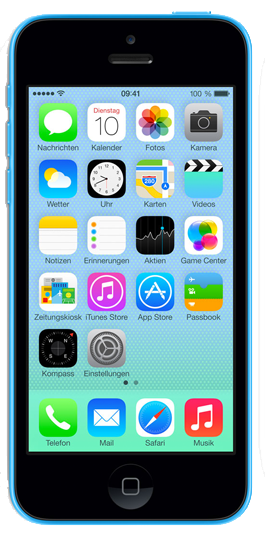 09:41 100 %
Dienstag
10
Nachrichten Kalender Fotos Kamera
280
Wetter Uhr Karten Videos
Notizen Erinnerungen Aktien Game Center
Zeitungskiosk iTunes Store App Store Passbook
N
W E
S
Kompass Einstellungen
Telefon Mail Safari Musik